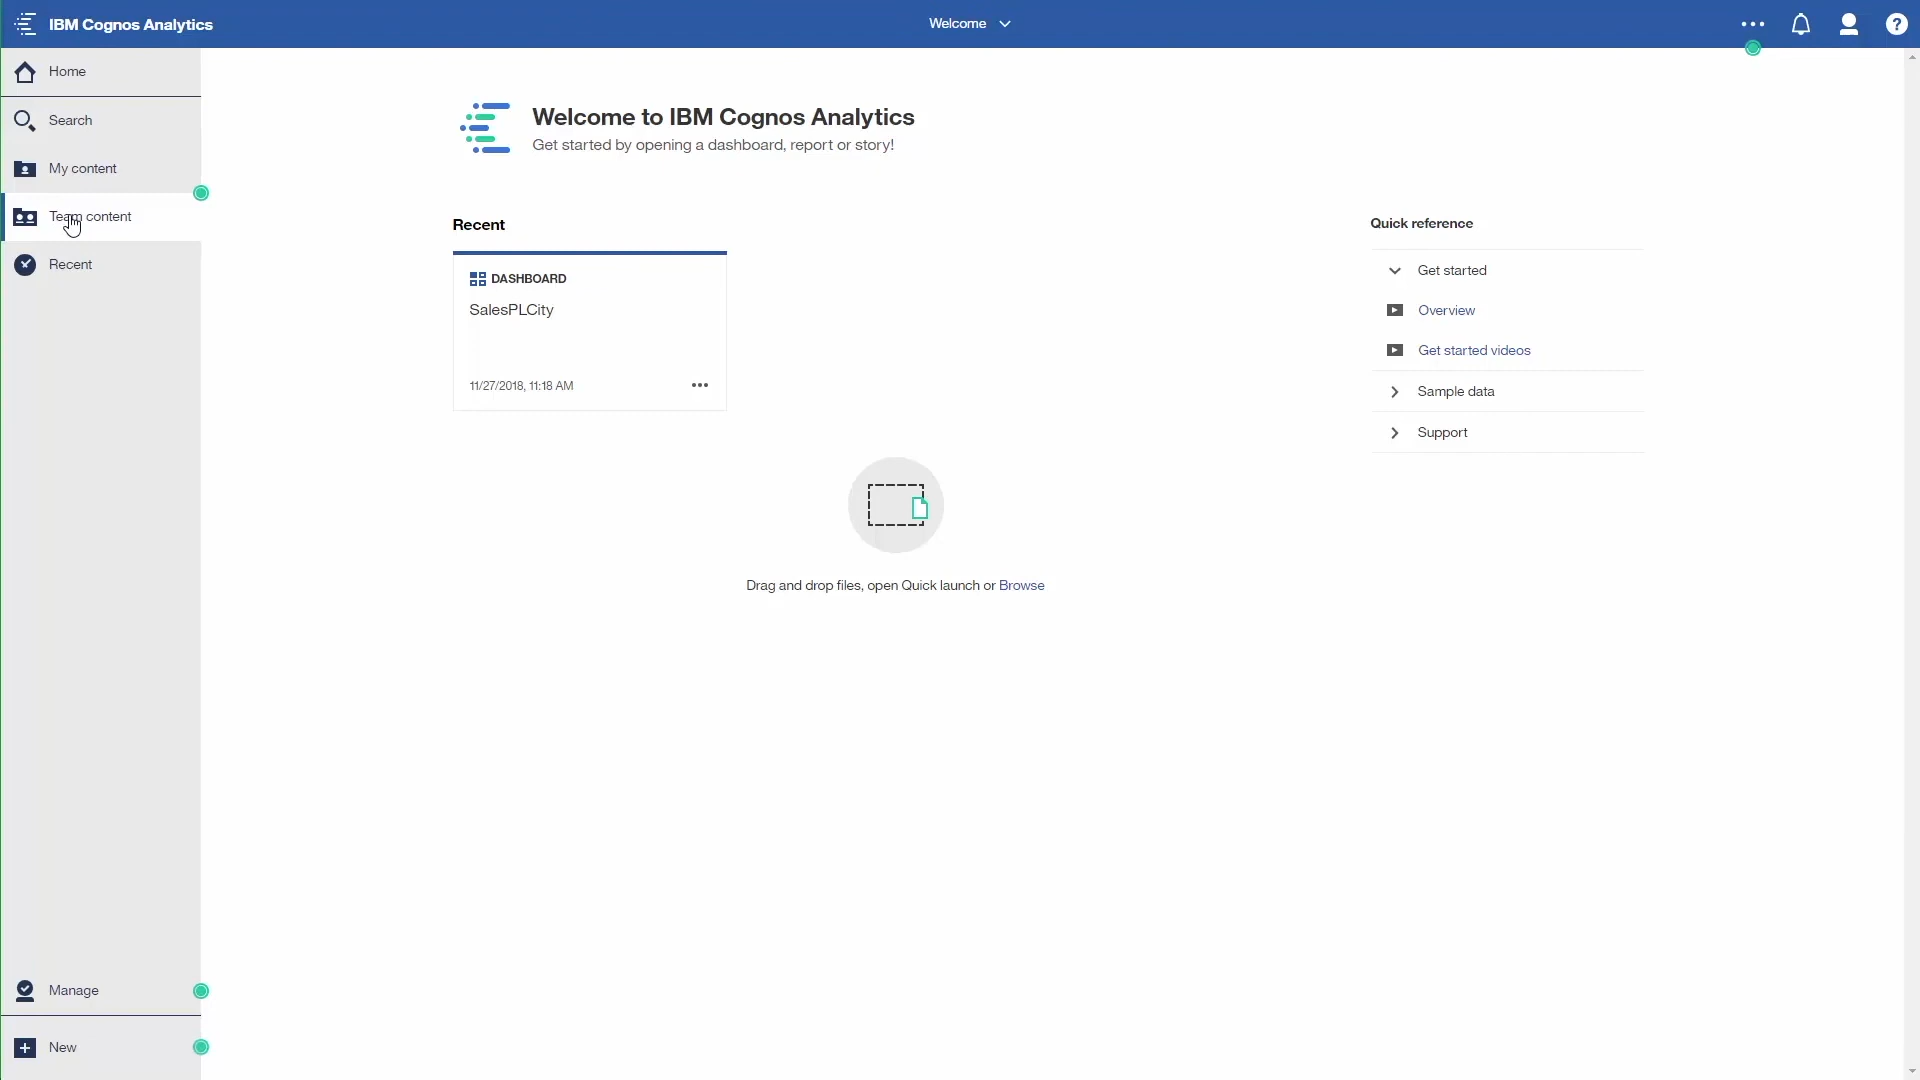 IBM Cognos Analytics
Welcome
?
Home
Search
My content
Team content
Recent
Manage
New
Welcome to IBM Cognos Analytics
Get started by opening a dashboard, report or story!
Recent
DASHBOARD
SalesPLCity
11/27/2018, 11:18 AM
Drag and drop files, open Quick launch or Browse
Quick reference
Get started
Overview
Get started videos
Sample data
Support